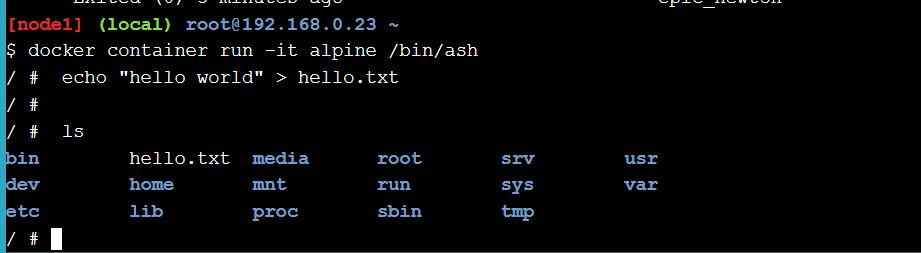 Exited (0) 5 minutes ago epic_newton
[node1] (local) root@192.168.0.23 ~
$ docker container run -it alpine /bin/ash
/ #  echo "hello world" > hello.txt
/ #
/ #  ls
bin hello.txt media root srv usr
dev home mnt run sys var
etc lib proc sbin tmp
/ #